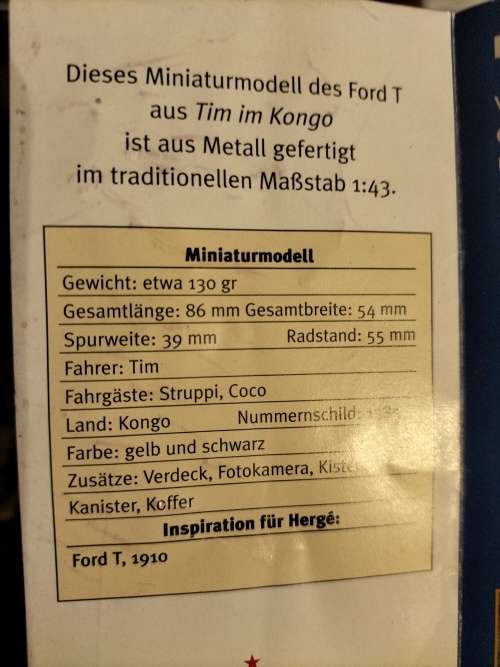 Dieses Miniaturmodell des Ford T
aus Tim im Kongo
ist aus Metall gefertigt
im traditionellen Maßstab 1:43.
Miniaturmodell
Gewicht: etwa 130 gr
Gesamtlänge: 86 mm Gesamtbreite: 54 mm
Spurweite: 39 mm Radstand: 55 mm
Fahrer: Tim
Fahrgäste: Struppi, Coco
Land: Kongo Nummernschild:
Farbe: gelb und schwarz
Zusätze: Verdeck, Fotokamera,
Kanister, Koffer
Inspiration für Hergé:
Ford T, 1910